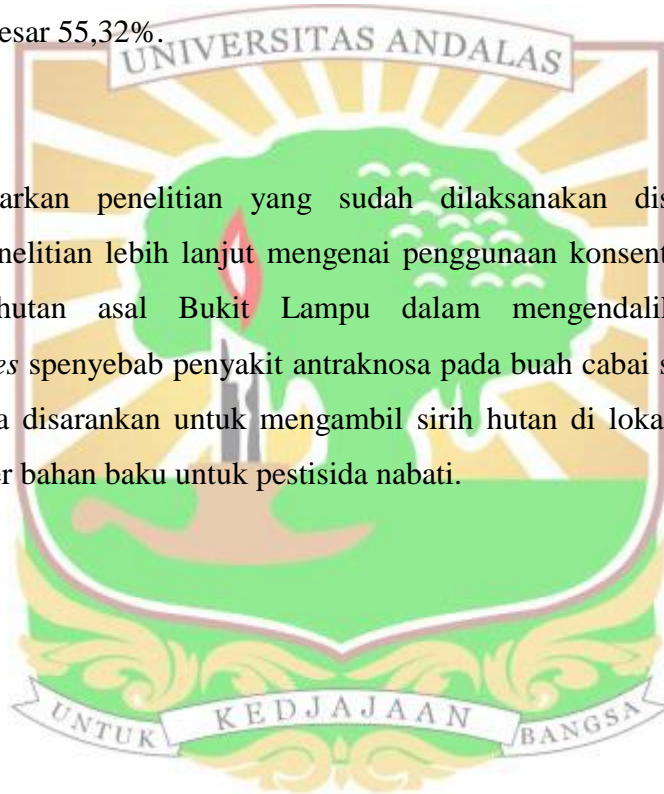 esar 55,32%.
UNIVERSITAS ANDALAS
arkan penelitian yang sudah dilaksanakan dis
nelitian lebih lanjut mengenai penggunaan konsent
hutan asal Bukit Lampu dalam mengendalil
es spenyebab penyakit antraknosa pada buah cabai s
a disarankan untuk mengambil sirih hutan di loka
er bahan baku untuk pestisida nabati.
UNTUK KEDJAJAAN BANGSA